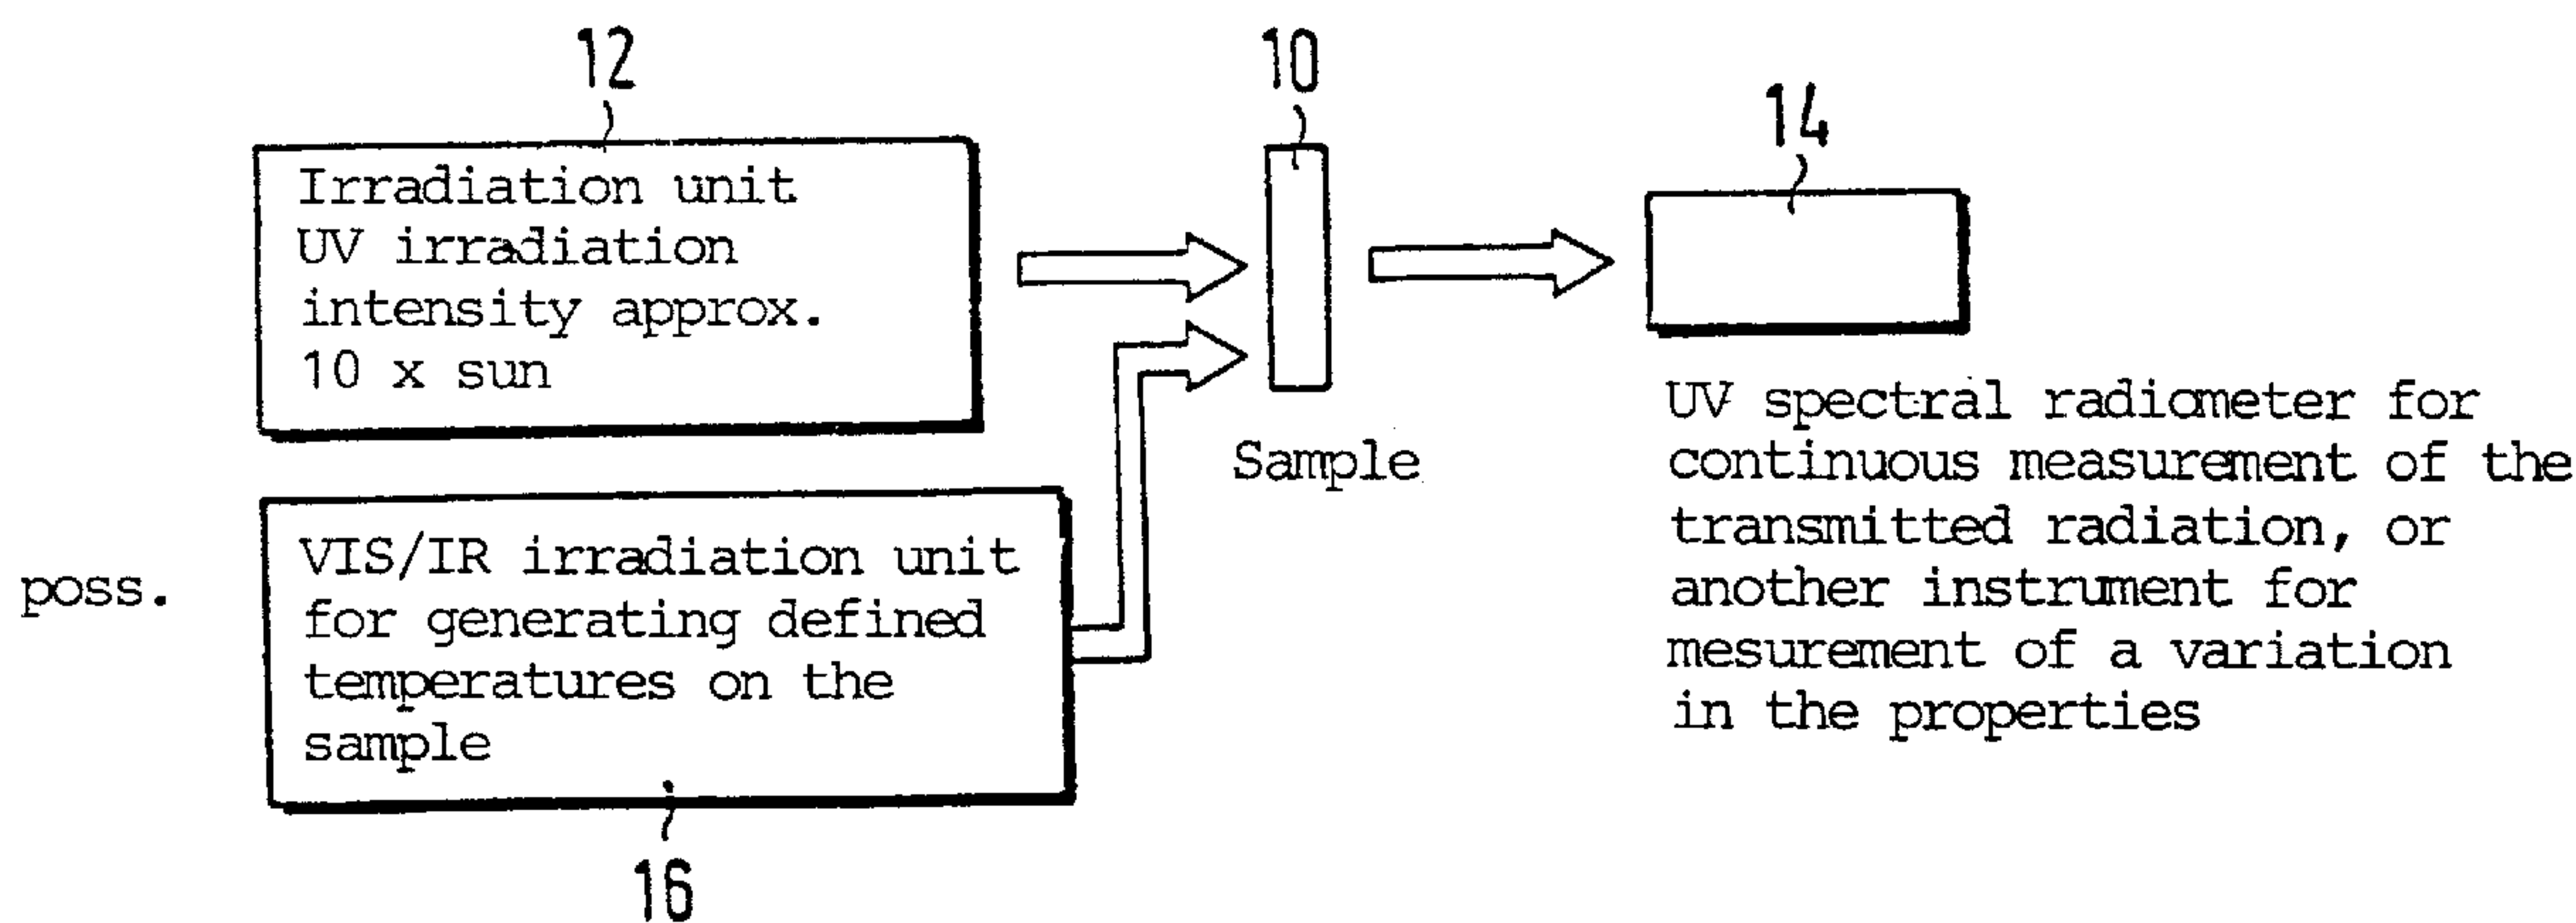 12
10
14
Irradiation unit
UV irradiation
intensity approx.
10 x sun
Sample
UV spectral radiometer for
continuous measurement of the
transmitted radiation, or
another instrument for
mesurement of a variation
in the properties
poss.
VIS/IR irradiation unit
for generating defined
temperatures on the
sample
16